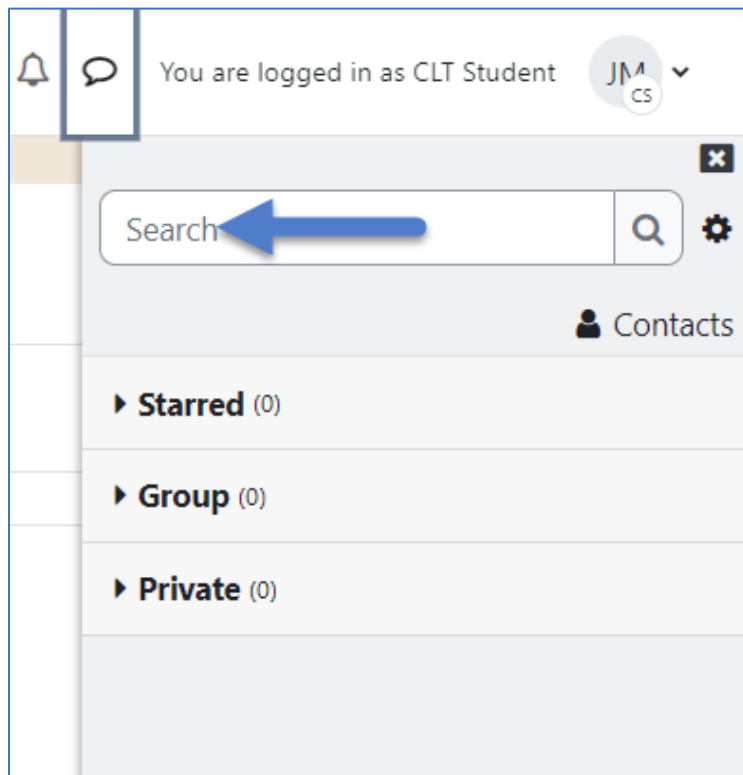 You are logged in as CLT Student
JM
CS
Search
Contacts
Starred (0)
Group (0)
Private (0)